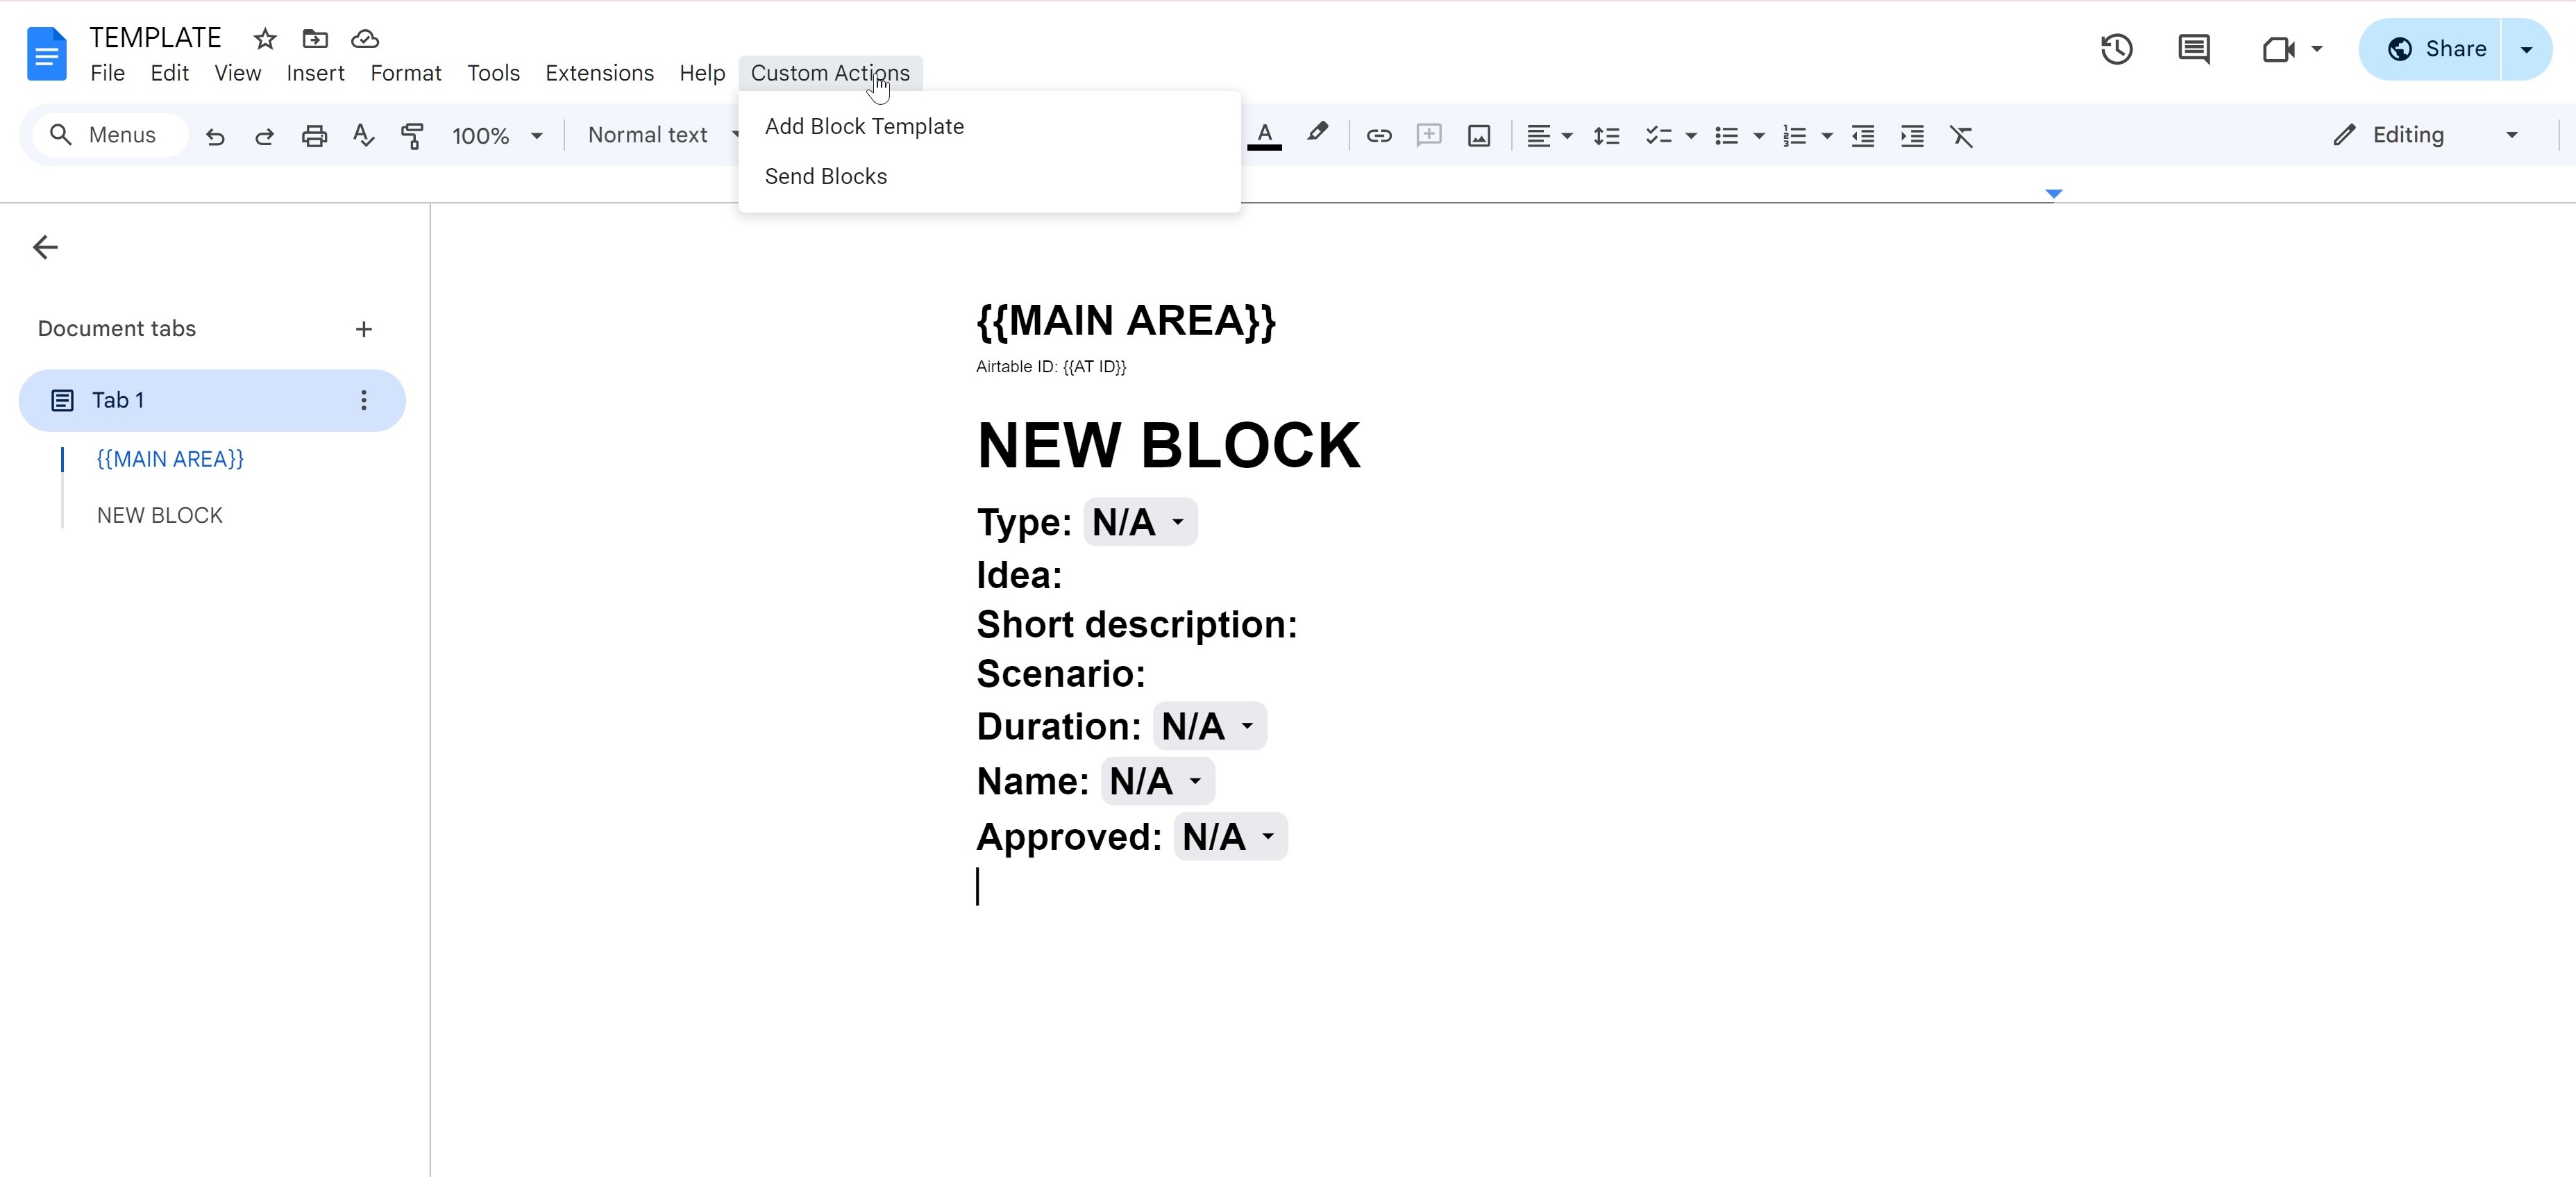 TEMPLATE
File Edit View Insert Format Tools Extensions Help Custom Actions
Share
Menus 100% Normal text Editing
Add Block Template
Send Blocks
Document tabs
Tab 1
{{MAIN AREA}}
NEW BLOCK
{{MAIN AREA}}
Airtable ID: {{AT ID}}
NEW BLOCK
Type: N/A
Idea:
Short description:
Scenario:
Duration: N/A
Name: N/A
Approved: N/A